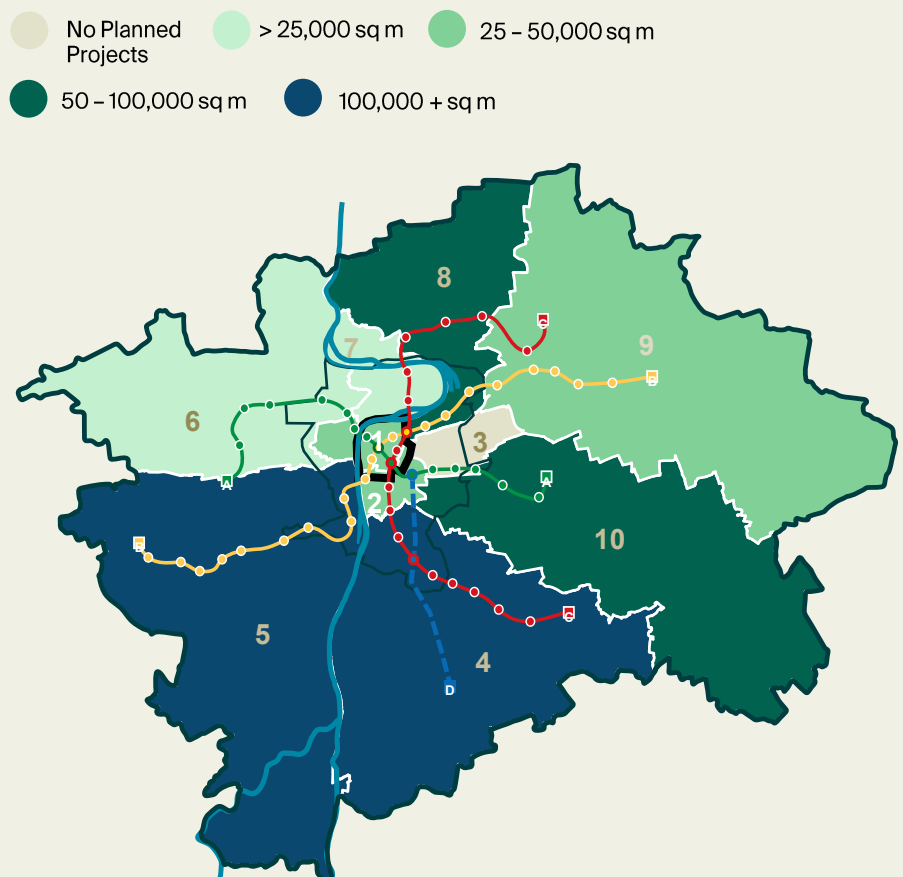 No Planned
Projects
> 25,000 sq m
25 – 50,000 sq m
50 – 100,000 sq m
100,000 + sq m
8
7
9
6
1
3
2
10
5
4
A
A
B
B
C
C
D